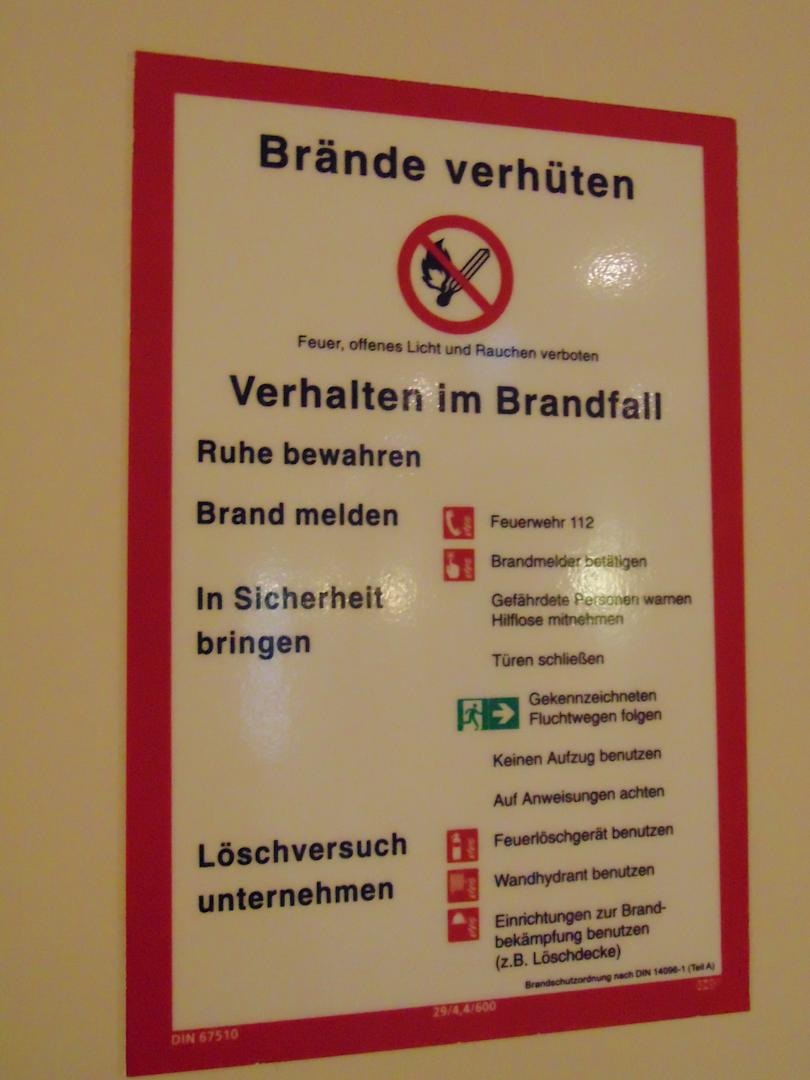 Brände verhüten
Feuer, offenes Licht und Rauchen verboten
Verhalten im Brandfall
Ruhe bewahren
Brand melden
Feuerwehr 112
Brandmelder betätigen
In Sicherheit
bringen
Gefährdete Personen warnen
Hilflose mitnehmen
Türen schließen
Gekennzeichneten
Fluchtwegen folgen
Keinen Aufzug benutzen
Auf Anweisungen achten
Löschversuch
unternehmen
Feuerlöschgerät benutzen
Wandhydrant benutzen
Einrichtungen zur Brand-
bekämpfung benutzen
(z.B. Löschdecke)
Brandschutzordnung nach DIN 14096-1 (Teil A)
DIN 67510
29/4,4/600